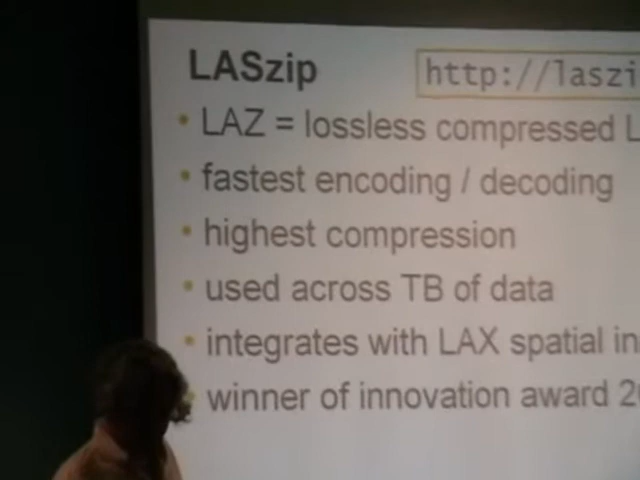 LASzip
http://laszi
• LAZ = lossless compressed L
• fastest encoding / decoding
• highest compression
• used across TB of data
• integrates with LAX spatial in
• winner of innovation award 2